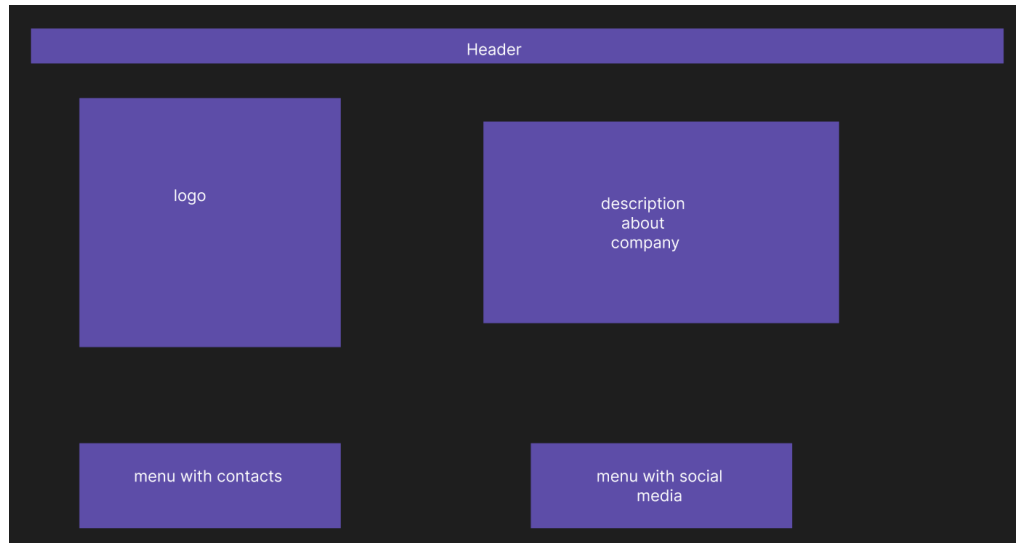 Header
logo
description
about
company
menu with contacts
menu with social
media